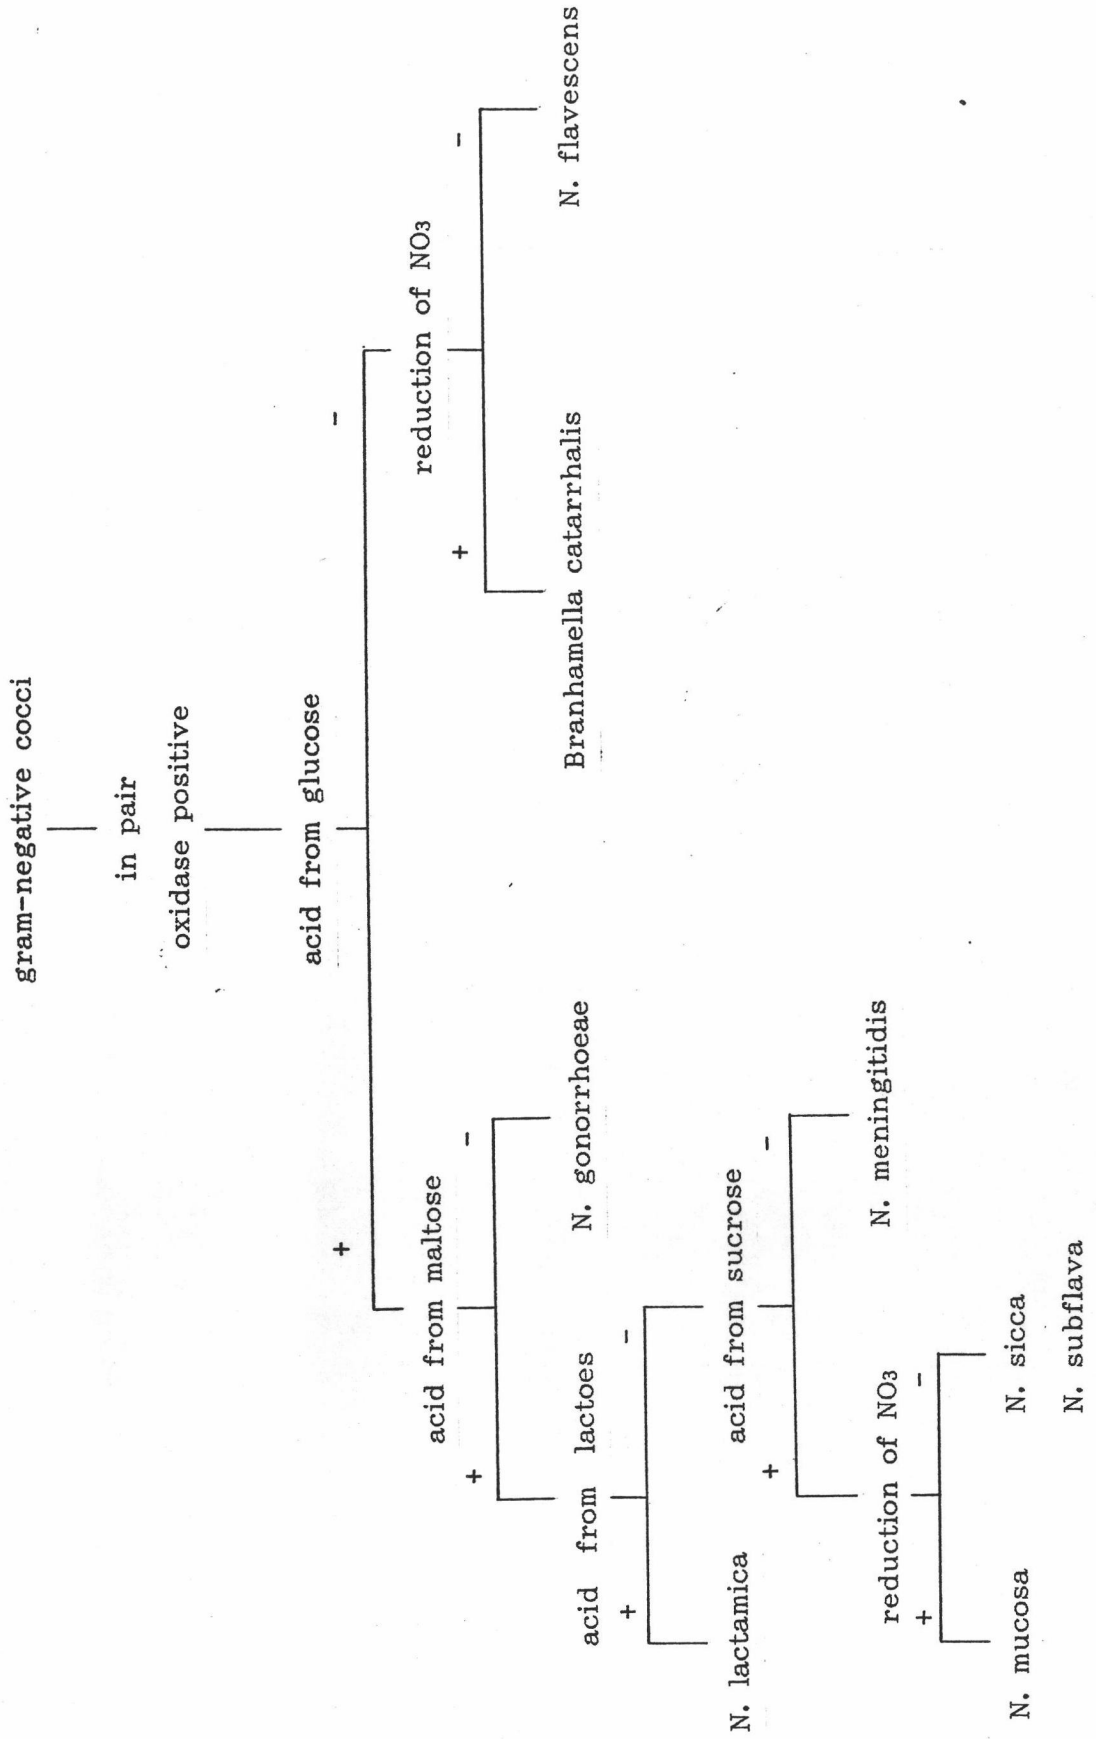 gram-negative cocci
in pair
oxidase positive
acid from glucose
+
-
acid from maltose
reduction of NO3
+
-
+
-
acid from lactoes
N. gonorrhoeae
Branhamella catarrhalis
N. flavescens
+
-
N. lactamica
acid from sucrose
+
-
reduction of NO3
N. meningitidis
+
-
N. mucosa
N. sicca
N. subflava